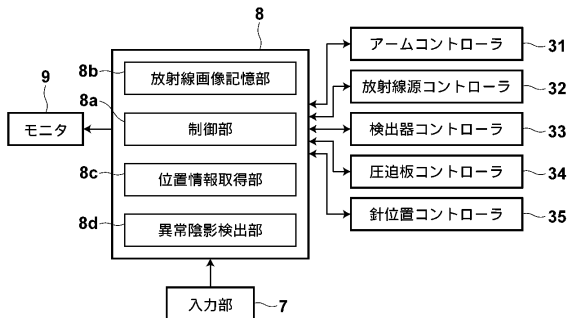 8
8b
放射線画像記憶部
8a
制御部
8c
位置情報取得部
8d
異常陰影検出部
9
モニタ
入力部
7
アームコントローラ
31
放射線源コントローラ
32
検出器コントローラ
33
圧迫板コントローラ
34
針位置コントローラ
35